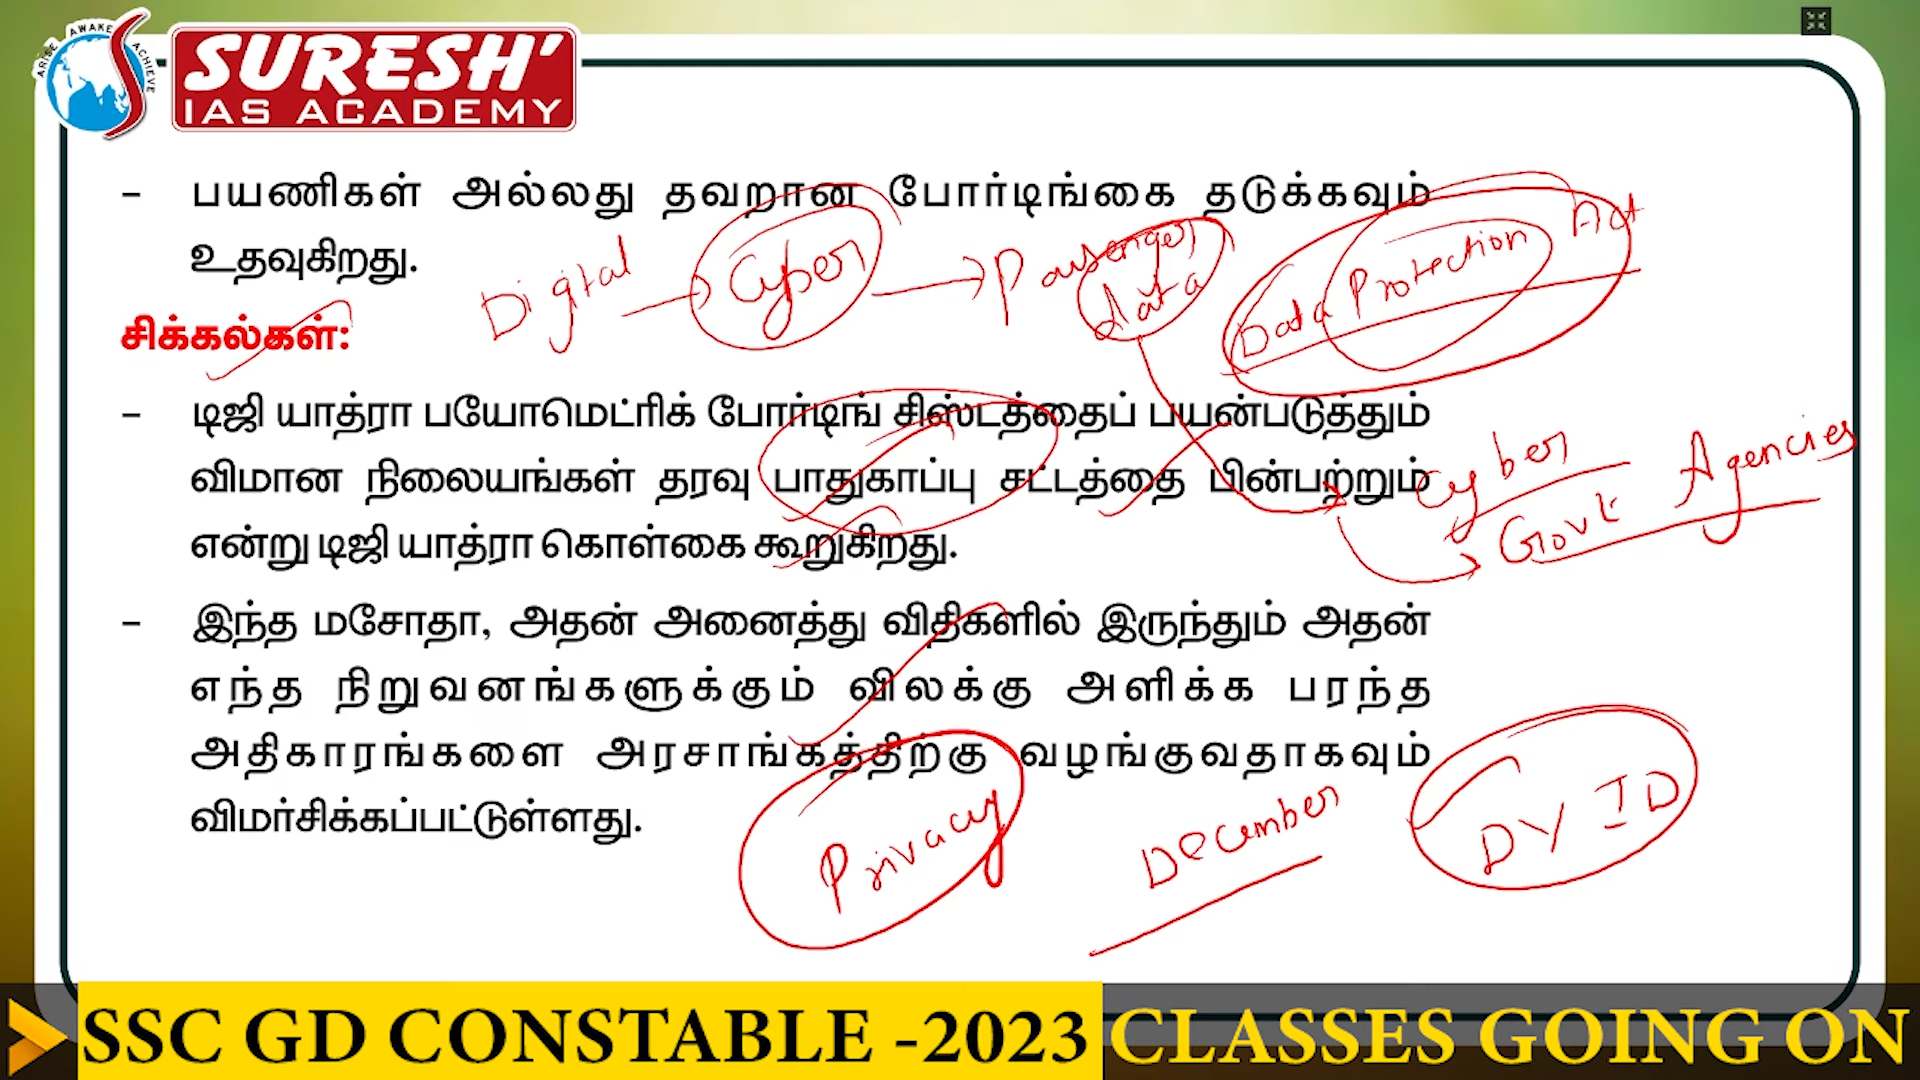 ARISE AWAKE ACHIEVE
SURESH'
IAS ACADEMY
– பயணிகள் அல்லது தவறான போர்டிங்கை தடுக்கவும்
உதவுகிறது.
Digital → Cyber → Passenger data
Data Protection Act
சிக்கல்கள்:
– டிஜி யாத்ரா பயோமெட்ரிக் போர்டிங் சிஸ்டத்தைப் பயன்படுத்தும்
விமான நிலையங்கள் தரவு பாதுகாப்பு சட்டத்தை பின்பற்றும்
என்று டிஜி யாத்ரா கொள்கை கூறுகிறது.
Cyber
Govt Agencies
– இந்த மசோதா, அதன் அனைத்து விதிகளில் இருந்தும் அதன்
எந்த நிறுவனங்களுக்கும் விலக்கு அளிக்க பரந்த
அதிகாரங்களை அரசாங்கத்திற்கு வழங்குவதாகவும்
விமர்சிக்கப்பட்டுள்ளது.
Privacy
December
DY ID
SSC GD CONSTABLE -2023 CLASSES GOING ON